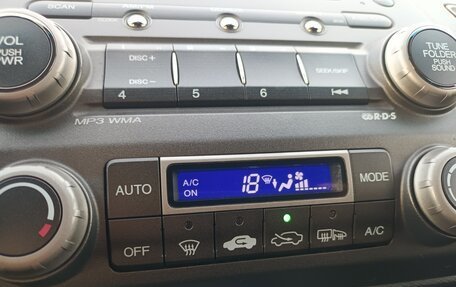 SCAN
VOL
PUSH
PWR
DISC +
DISC −
SEEK/SKIP
TUNE
FOLDER
PUSH
SOUND
4 5 6
MP3 WMA
R·D·S
AUTO
A/C
ON
18
MODE
OFF
A/C